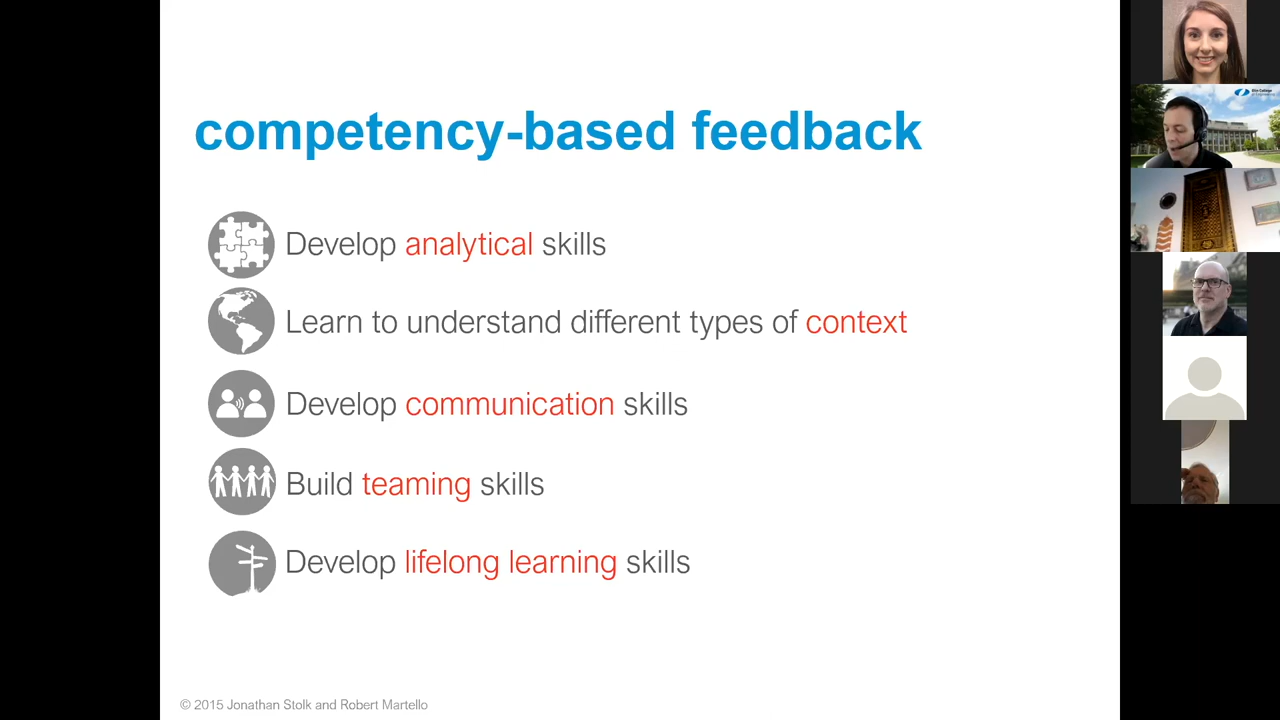 competency-based feedback
Develop analytical skills
Learn to understand different types of context
Develop communication skills
Build teaming skills
Develop lifelong learning skills
© 2015 Jonathan Stolk and Robert Martello